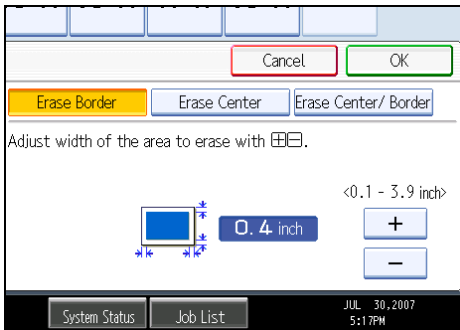 Cancel OK
Erase Border Erase Center Erase Center/ Border
Adjust width of the area to erase with ⊞⊟.
<0.1 - 3.9 inch>
0.4 inch +
−
System Status Job List JUL 30,2007
5:17PM